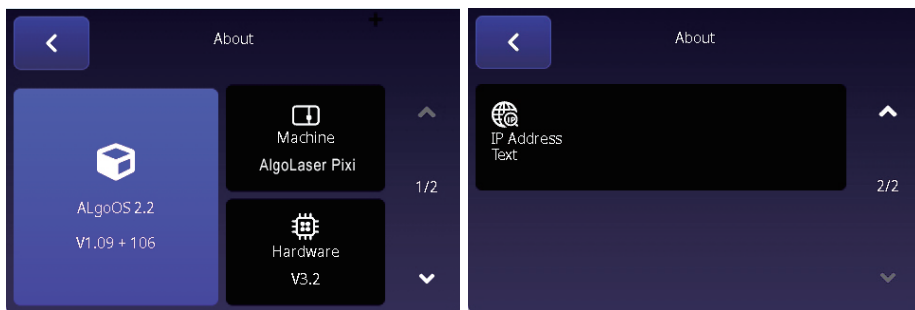 About
ALgoOS 2.2
V1.09 + 106
Machine
AlgoLaser Pixi
Hardware
V3.2
1/2
About
IP
IP Address
Text
2/2